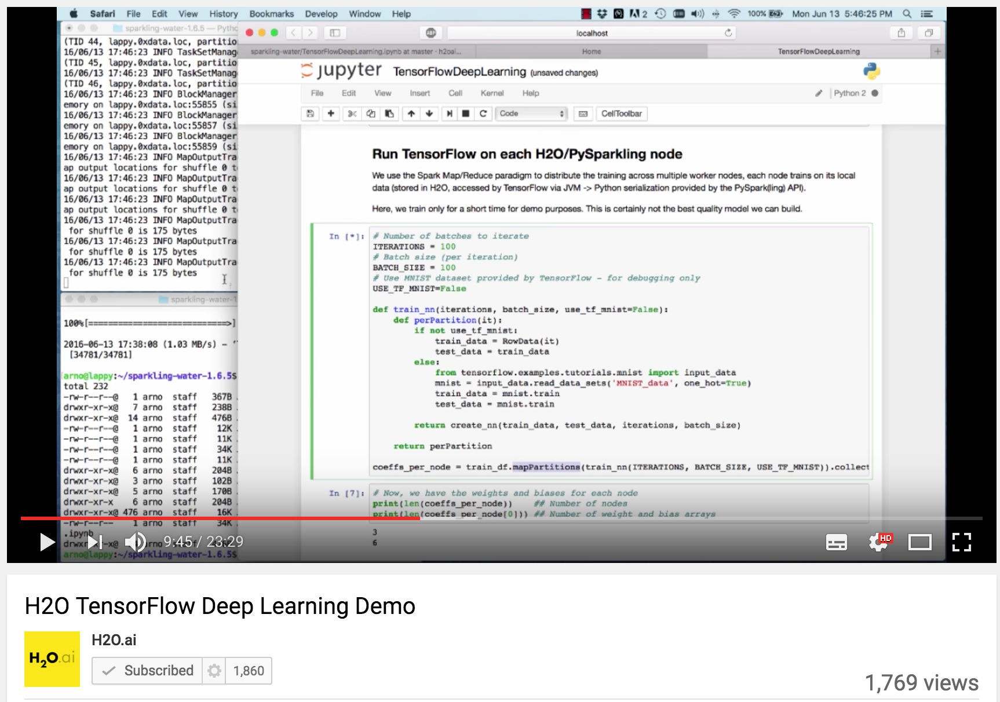 Safari File Edit View History Bookmarks Develop Window Help 2 100% Mon Jun 13 5:46:25 PM
sparkling-water-1.6.5 — Pytho
(TID 44, lappy.0xdata.loc, partitio
16/06/13 17:46:23 INFO TaskSetManag
(TID 45, lappy.0xdata.loc, partitio
16/06/13 17:46:23 INFO TaskSetManag
(TID 46, lappy.0xdata.loc, partitio
16/06/13 17:46:23 INFO BlockManager
emory on lappy.0xdata.loc:55855 (si
16/06/13 17:46:23 INFO BlockManager
emory on lappy.0xdata.loc:55857 (si
16/06/13 17:46:23 INFO BlockManager
emory on lappy.0xdata.loc:55859 (si
16/06/13 17:46:23 INFO MapOutputTra
ap output locations for shuffle 0 t
16/06/13 17:46:23 INFO MapOutputTra
ap output locations for shuffle 0 t
16/06/13 17:46:23 INFO MapOutputTra
ap output locations for shuffle 0 t
16/06/13 17:46:23 INFO MapOutputTra
for shuffle 0 is 175 bytes
16/06/13 17:46:23 INFO MapOutputTra
for shuffle 0 is 175 bytes
16/06/13 17:46:23 INFO MapOutputTra
for shuffle 0 is 175 bytes
sparkling-water-1
100%[===========================>]
2016-06-13 17:38:08 (1.03 MB/s) - '
[34781/34781]
arno@lappy:~/sparkling-water-1.6.5$
total 232
-rw-r--r--@ 1 arno staff 367B .
drwxr-xr-x@ 7 arno staff 238B
drwxr-xr-x@ 14 arno staff 476B
-rw-r--r--@ 1 arno staff 12K .
-rw-r--r--@ 1 arno staff 11K
-rw-r--r--@ 1 arno staff 34K
-rw-r--r--@ 1 arno staff 11K
drwxr-xr-x@ 6 arno staff 204B
drwxr-xr-x@ 3 arno staff 102B
drwxr-xr-x@ 5 arno staff 170B
drwxr-xr-x 6 arno staff 204B
drwxr-xr-x@ 476 arno staff 16K
-rw-r--r-- 1 arno staff 34K
.ipynb
arno@lappy:~/sparkling-water-1.6.5$
ABP localhost
sparkling-water/TensorFlowDeepLearning.ipynb at master · h2oai... Home TensorFlowDeepLearning
jupyter TensorFlowDeepLearning (unsaved changes)
File Edit View Insert Cell Kernel Help Python 2
Code CellToolbar
Run TensorFlow on each H2O/PySparkling node
We use the Spark Map/Reduce paradigm to distribute the training across multiple worker nodes, each node trains on its local
data (stored in H2O, accessed by TensorFlow via JVM -> Python serialization provided by the PySpark(ling) API).
Here, we train only for a short time for demo purposes. This is certainly not the best quality model we can build.
In [*]: # Number of batches to iterate
ITERATIONS = 100
# Batch size (per iteration)
BATCH_SIZE = 100
# Use MNIST dataset provided by TensorFlow - for debugging only
USE_TF_MNIST=False
def train_nn(iterations, batch_size, use_tf_mnist=False):
def perPartition(it):
if not use_tf_mnist:
train_data = RowData(it)
test_data = train_data
else:
from tensorflow.examples.tutorials.mnist import input_data
mnist = input_data.read_data_sets('MNIST_data', one_hot=True)
train_data = mnist.train
test_data = mnist.train
return create_nn(train_data, test_data, iterations, batch_size)
return perPartition
coeffs_per_node = train_df.mapPartitions(train_nn(ITERATIONS, BATCH_SIZE, USE_TF_MNIST)).collect
In [7]: # Now, we have the weights and biases for each node
print(len(coeffs_per_node)) ## Number of nodes
print(len(coeffs_per_node[0])) ## Number of weight and bias arrays
3
6
9:45 / 23:29 HD
H2O TensorFlow Deep Learning Demo
H2O.ai
H2O.ai
Subscribed 1,860
1,769 views